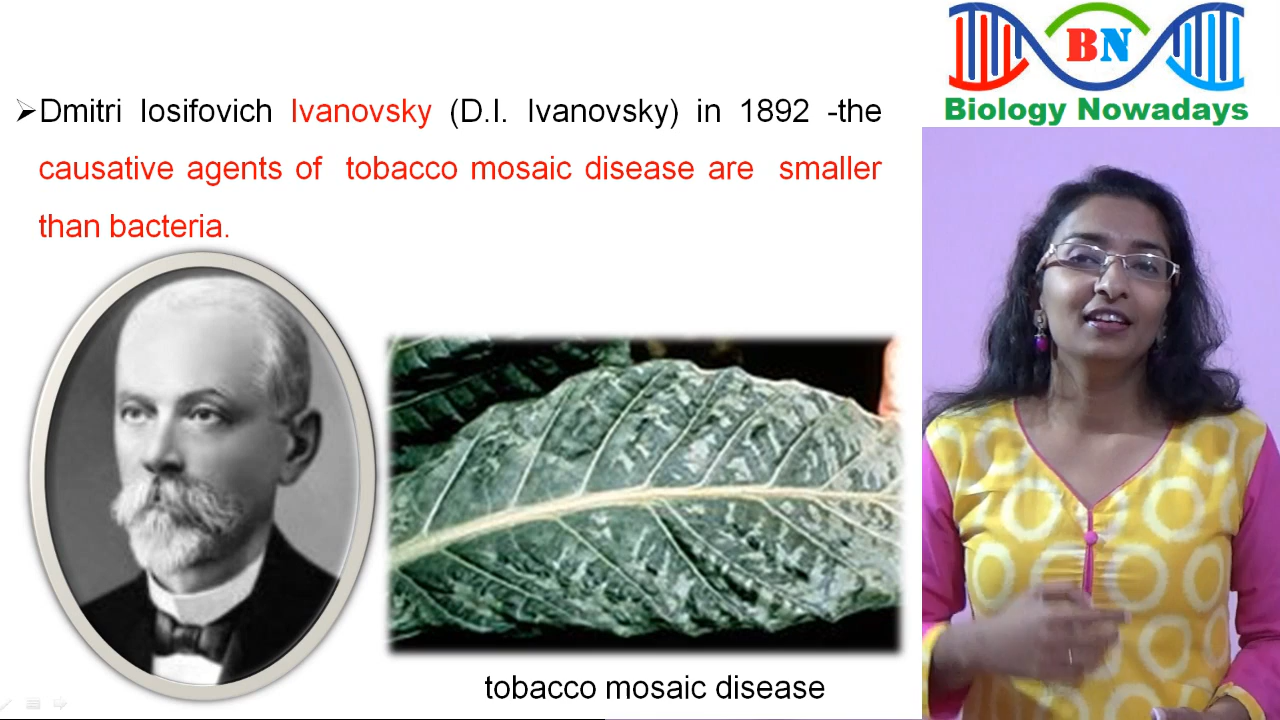 ➢Dmitri Iosifovich Ivanovsky (D.I. Ivanovsky) in 1892 -the
causative agents of tobacco mosaic disease are smaller
than bacteria.
tobacco mosaic disease
BN
Biology Nowadays